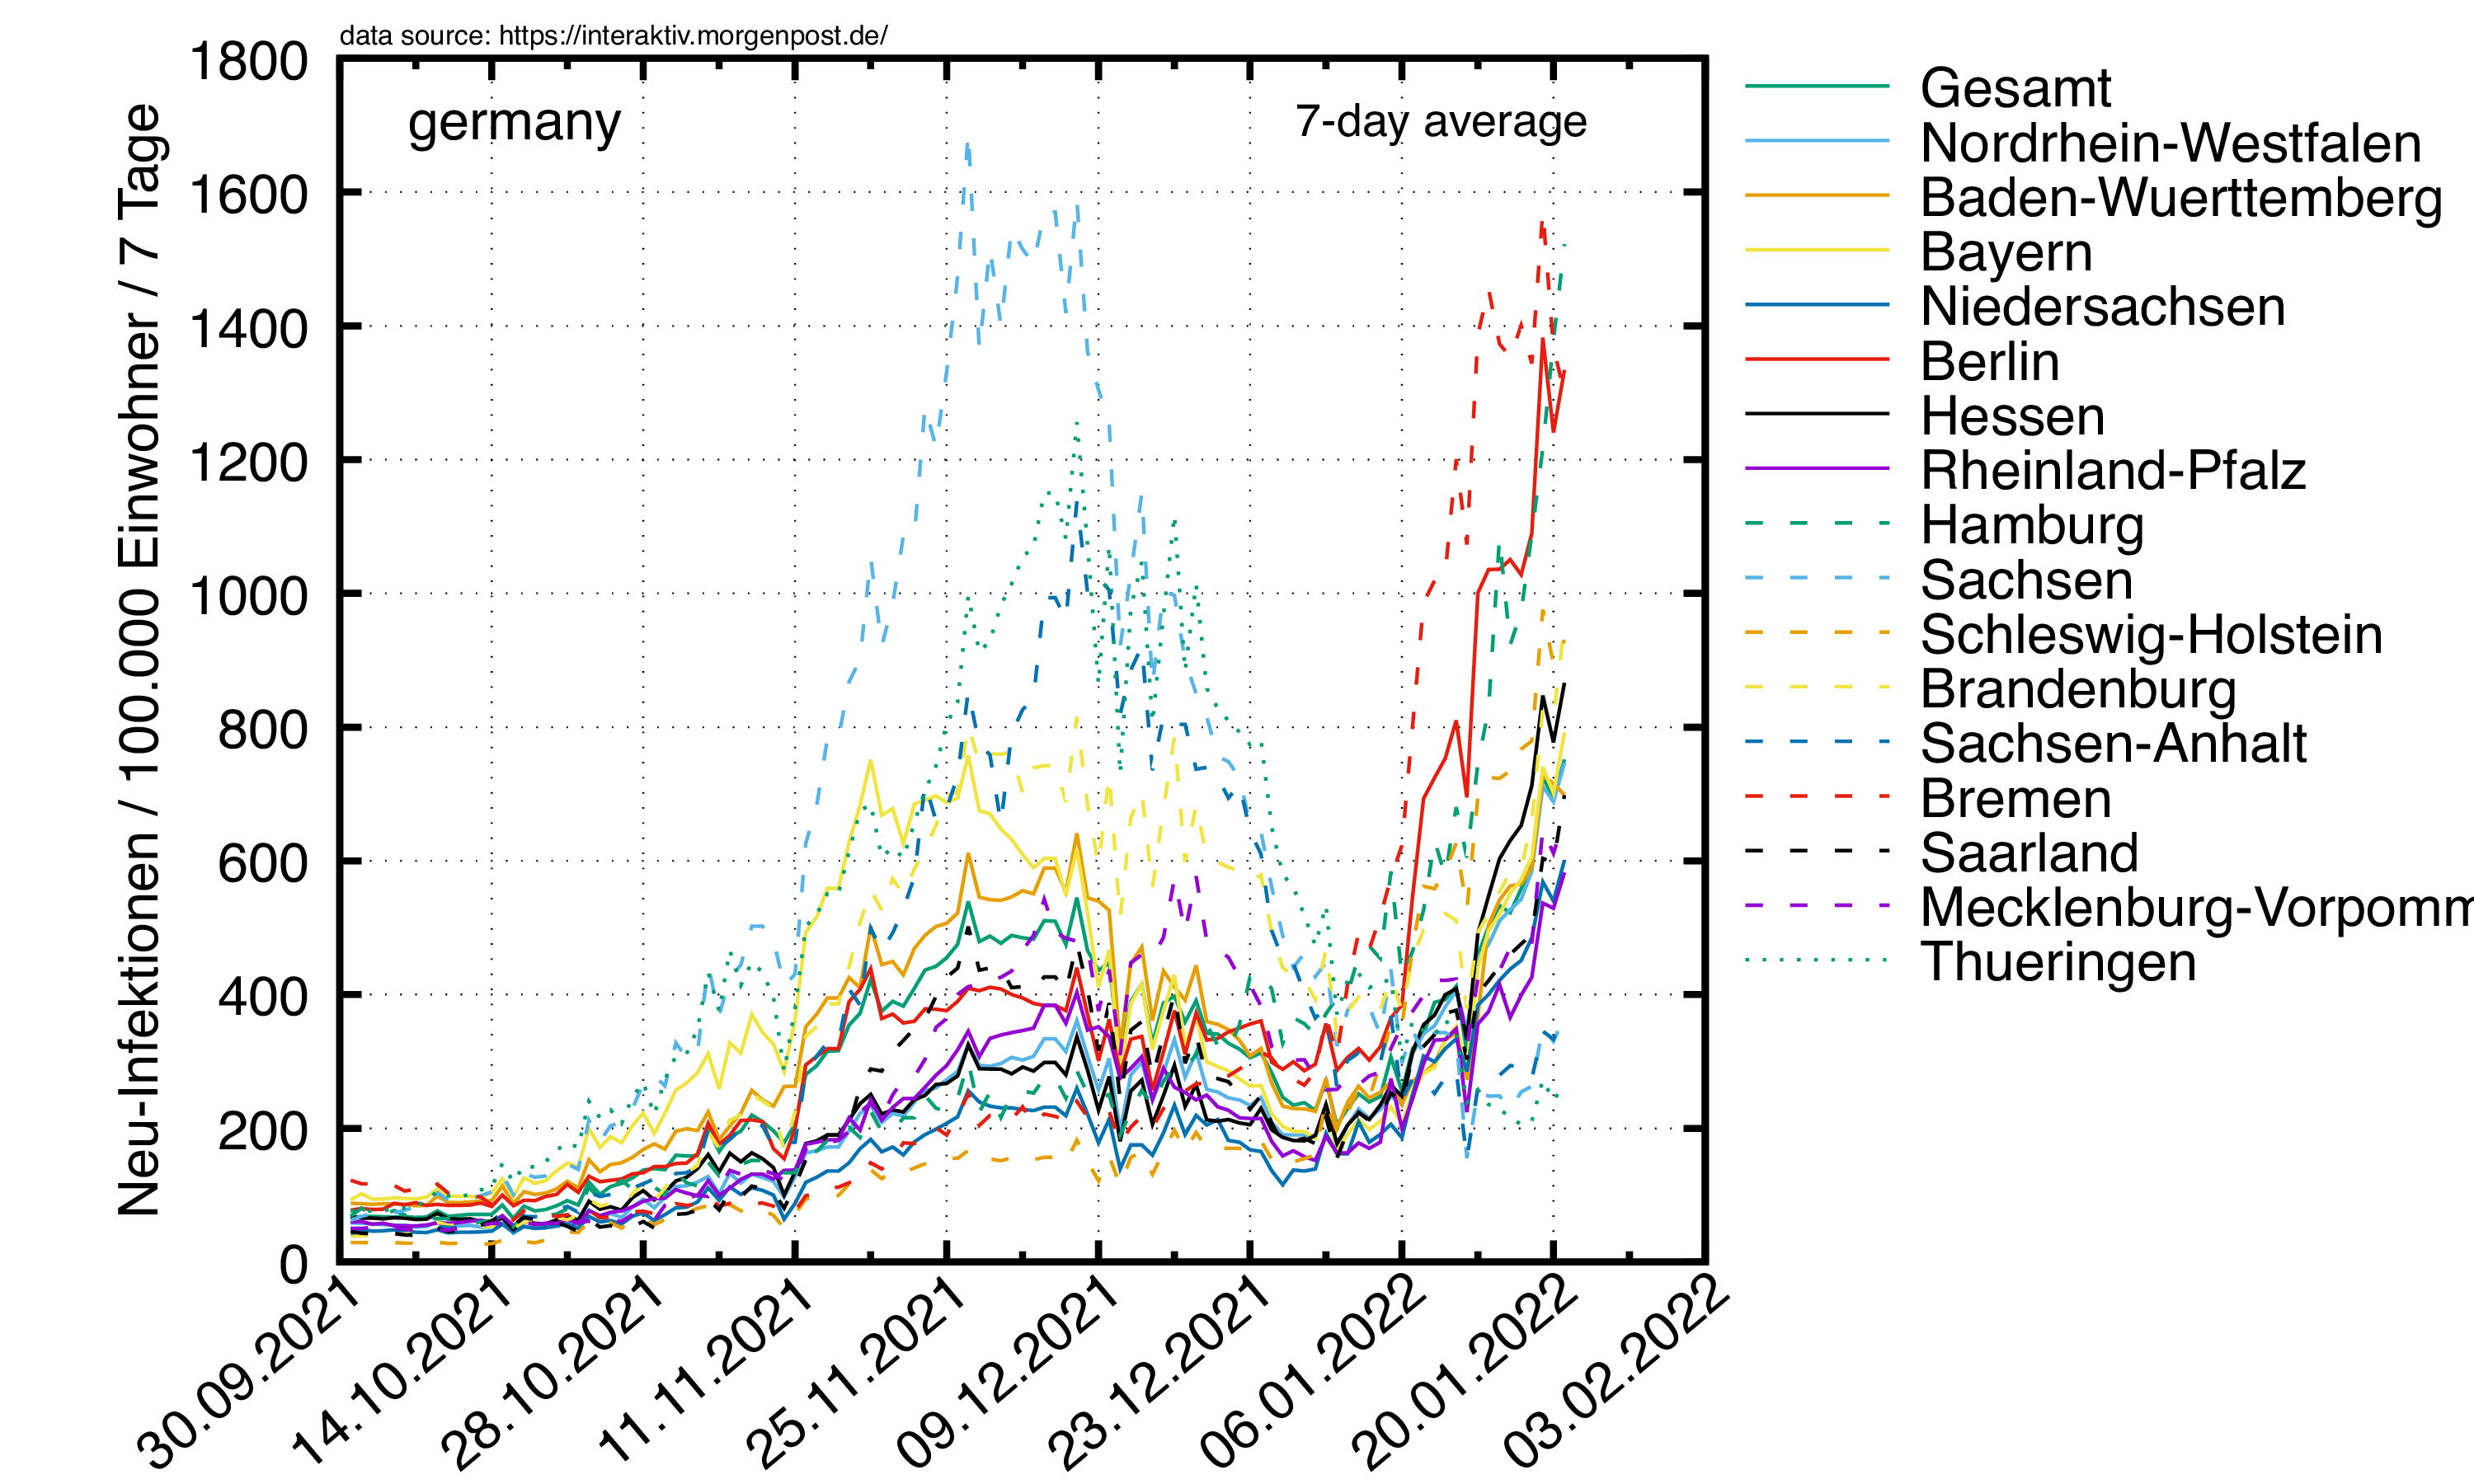 data source: https://interaktiv.morgenpost.de/
germany
7-day average
Neu-Infektionen / 100.000 Einwohner / 7 Tage
1800
1600
1400
1200
1000
800
600
400
200
0
30.09.2021
14.10.2021
28.10.2021
11.11.2021
25.11.2021
09.12.2021
23.12.2021
06.01.2022
20.01.2022
03.02.2022
Gesamt
Nordrhein-Westfalen
Baden-Wuerttemberg
Bayern
Niedersachsen
Berlin
Hessen
Rheinland-Pfalz
Hamburg
Sachsen
Schleswig-Holstein
Brandenburg
Sachsen-Anhalt
Bremen
Saarland
Mecklenburg-Vorpomm
Thueringen